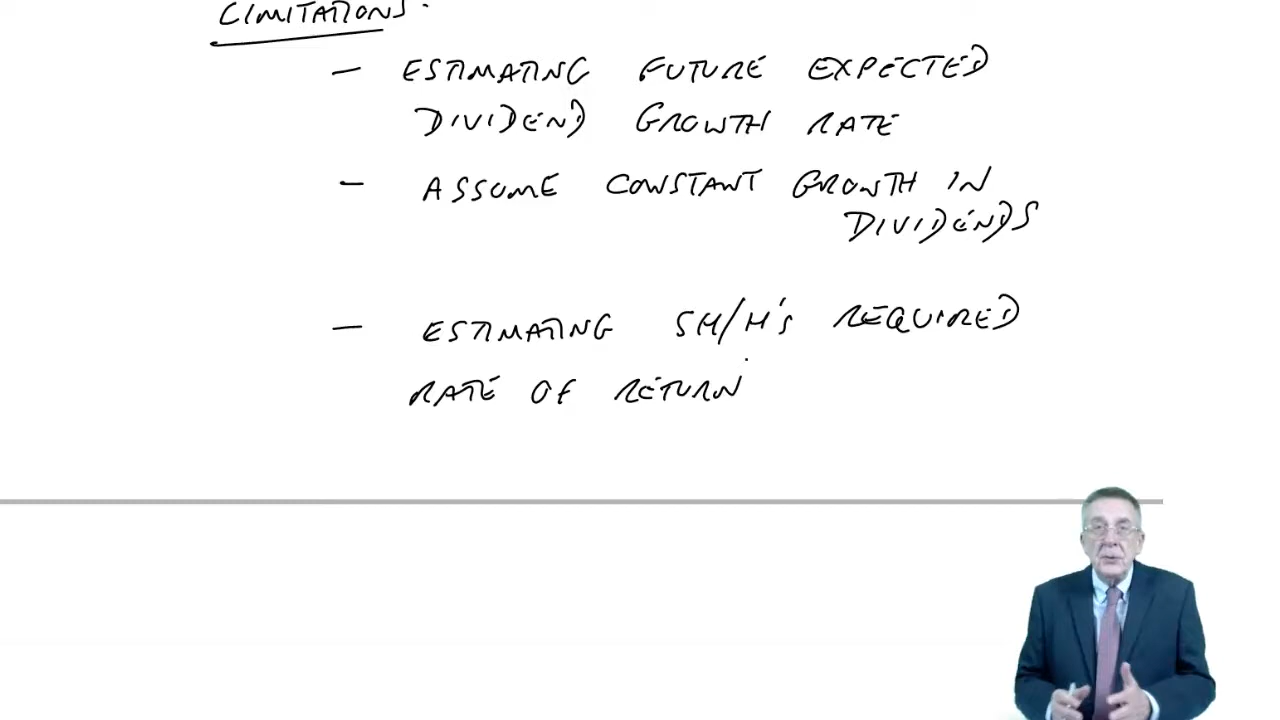 LIMITATIONS.
— ESTIMATING FUTURE EXPECTED
DIVIDEND GROWTH RATE
— ASSUME CONSTANT GROWTH IN
DIVIDENDS
— ESTIMATING SH/H'S REQUIRED
RATE OF RETURN